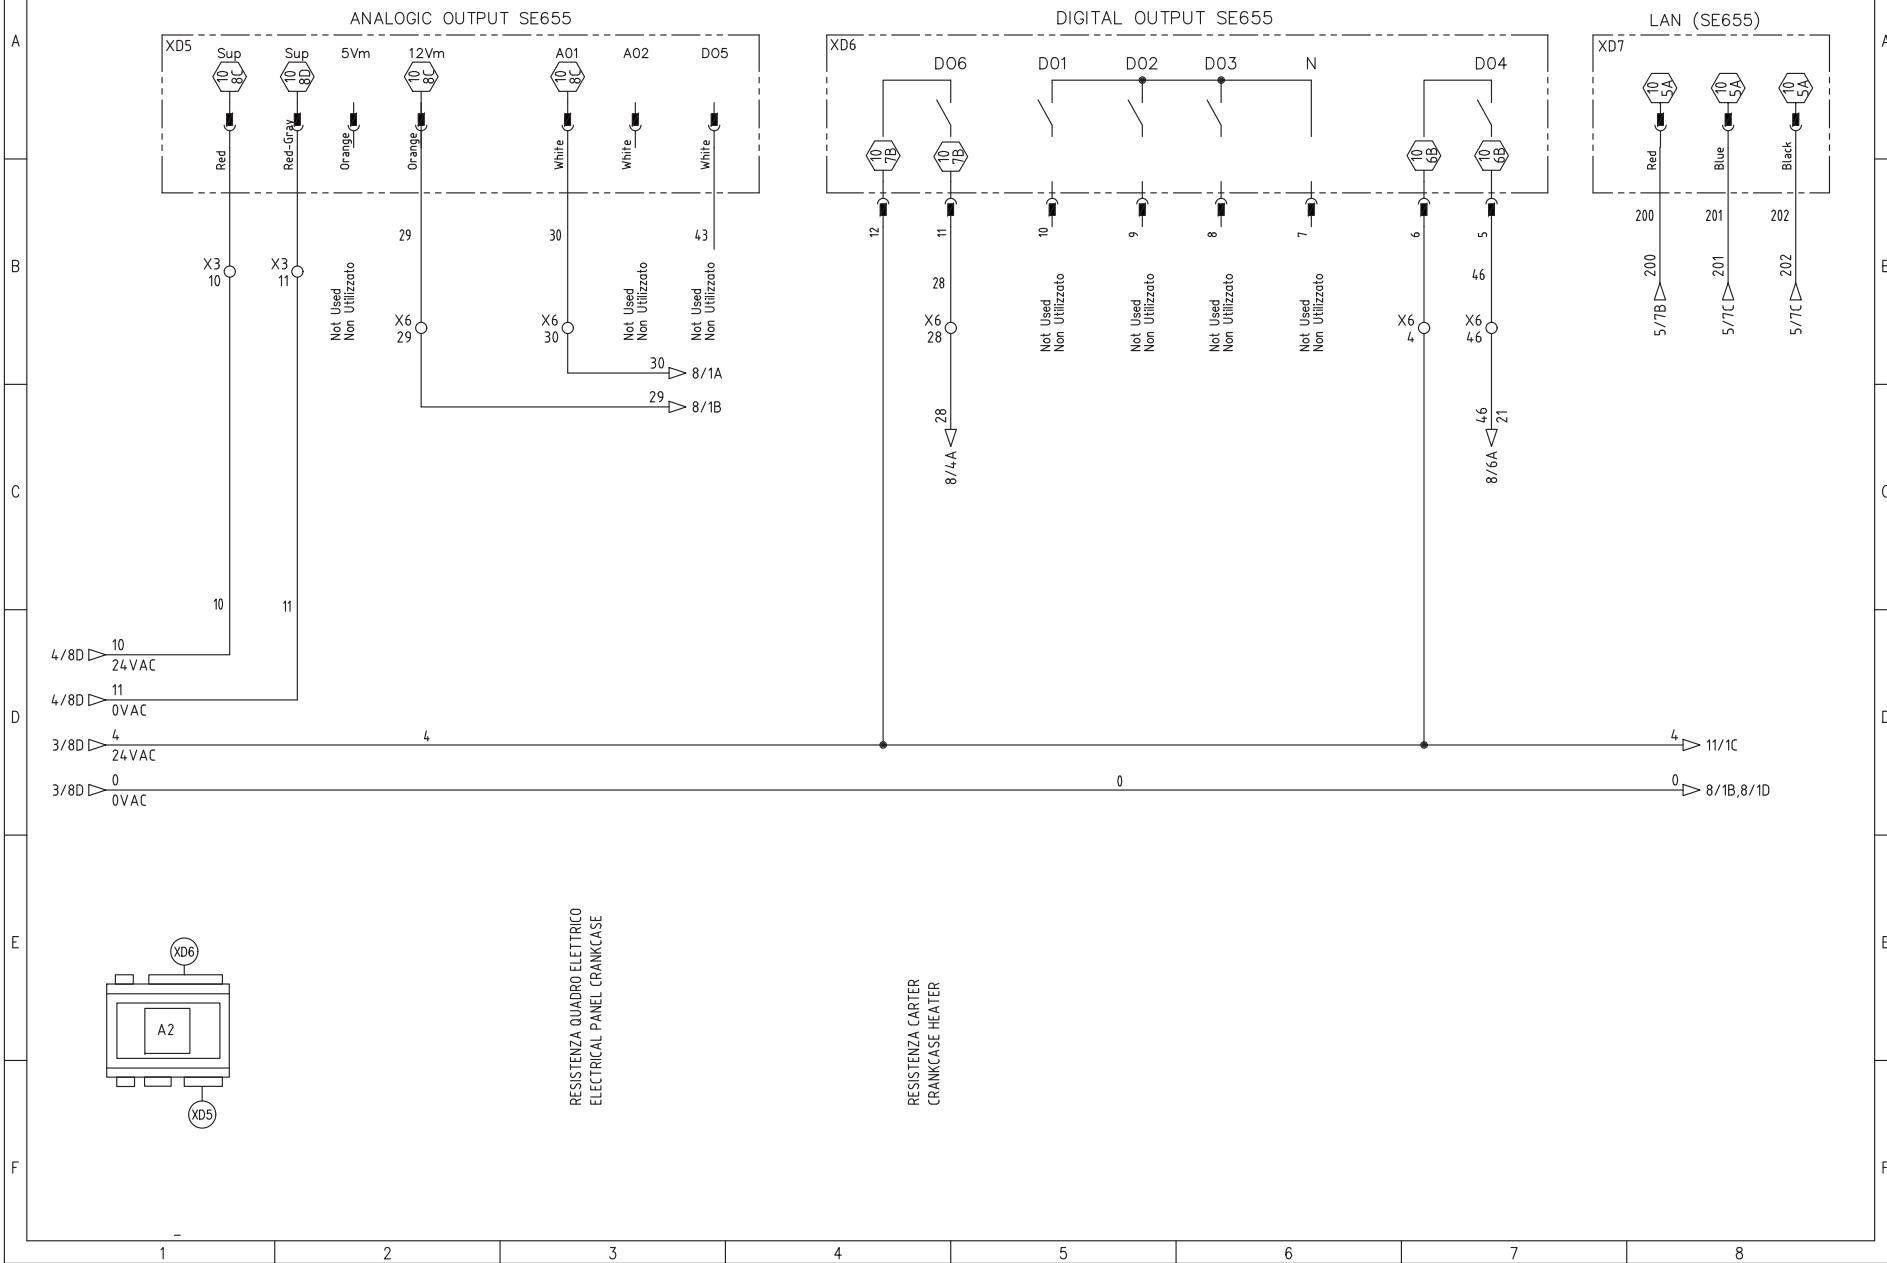 ANALOGIC OUTPUT SE655
DIGITAL OUTPUT SE655
LAN (SE655)
A
A
XD5
Sup
Sup
5Vm
12Vm
A01
A02
DO5
10
8C
10
8D
10
8C
10
8C
Red
Red-Gray
Orange
Orange
White
White
White
XD6
DO6
DO1
DO2
DO3
N
DO4
10
7B
10
7B
10
6B
10
6B
XD7
10
5A
10
5A
10
5A
Red
Blue
Black
B
29
30
43
12
11
10
9
8
7
6
5
200
201
202
X3
10
X3
11
Not Used
Non Utilizzato
Not Used
Non Utilizzato
Not Used
Non Utilizzato
28
Not Used
Non Utilizzato
Not Used
Non Utilizzato
Not Used
Non Utilizzato
Not Used
Non Utilizzato
46
200
201
202
5/7B
5/7C
5/7C
X6
29
X6
30
X6
28
X6
4
X6
46
30
8/1A
29
8/1B
28
8/4A
46
21
8/6A
C
10
11
4/8D
10
24VAC
4/8D
11
0VAC
D
3/8D
4
24VAC
4
4
11/1C
3/8D
0
0VAC
0
0
8/1B,8/1D
E
XD6
A2
XD5
RESISTENZA QUADRO ELETTRICO
ELECTRICAL PANEL CRANKCASE
RESISTENZA CARTER
CRANKCASE HEATER
F
-
1
2
3
4
5
6
7
8